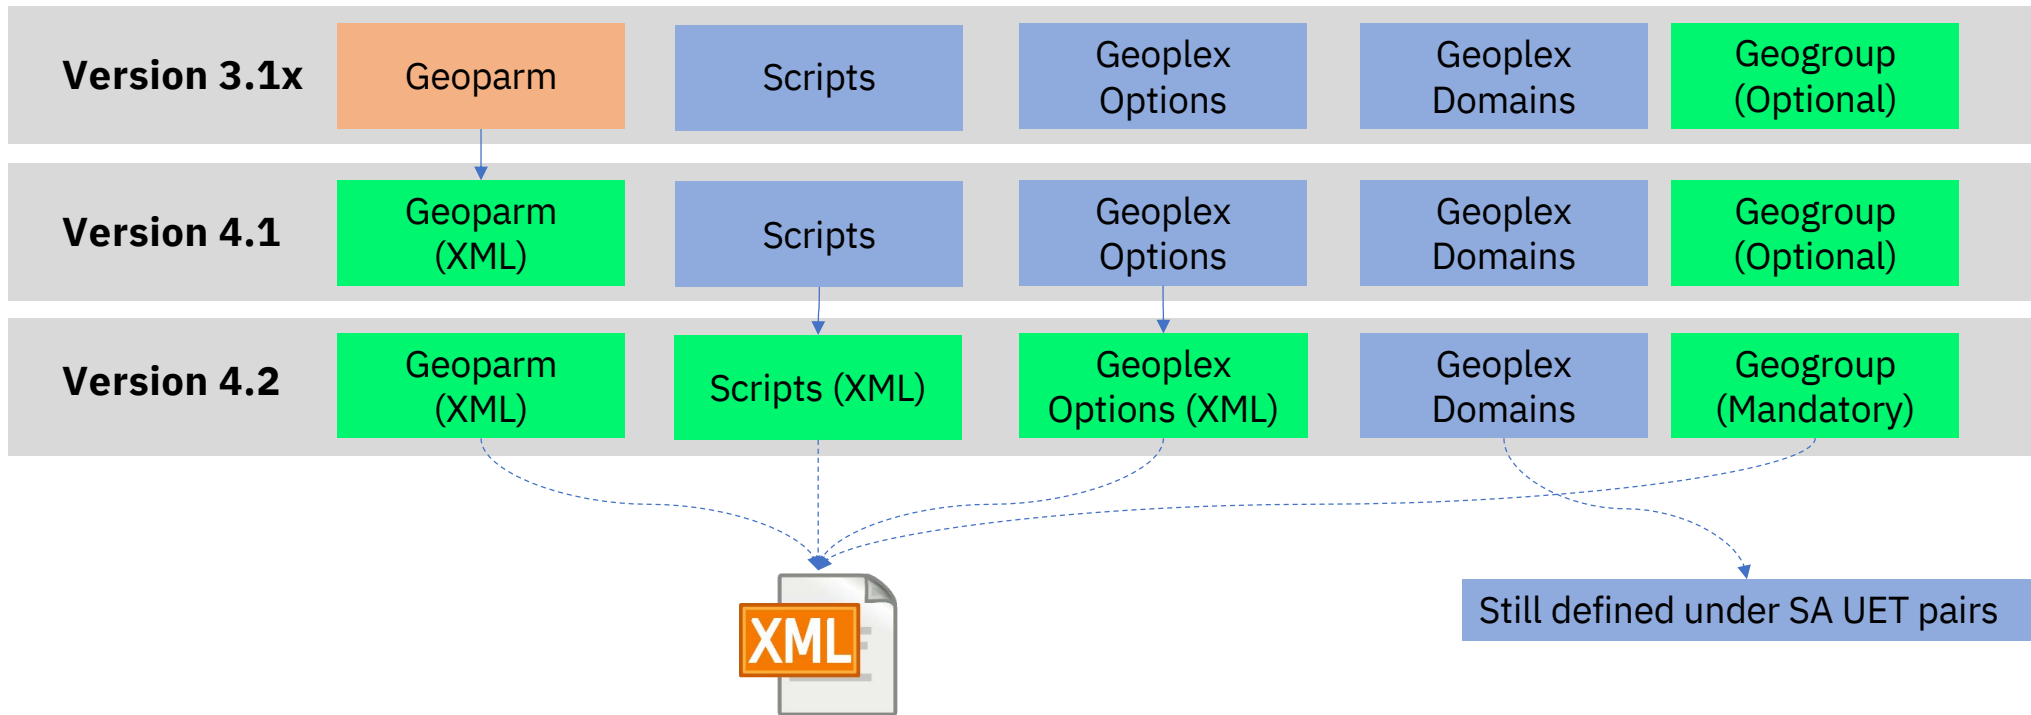 Version 3.1x
Geoparm
Scripts
Geoplex
Options
Geoplex
Domains
Geogroup
(Optional)
Version 4.1
Geoparm
(XML)
Scripts
Geoplex
Options
Geoplex
Domains
Geogroup
(Optional)
Version 4.2
Geoparm
(XML)
Scripts (XML)
Geoplex
Options (XML)
Geoplex
Domains
Geogroup
(Mandatory)
XML
Still defined under SA UET pairs